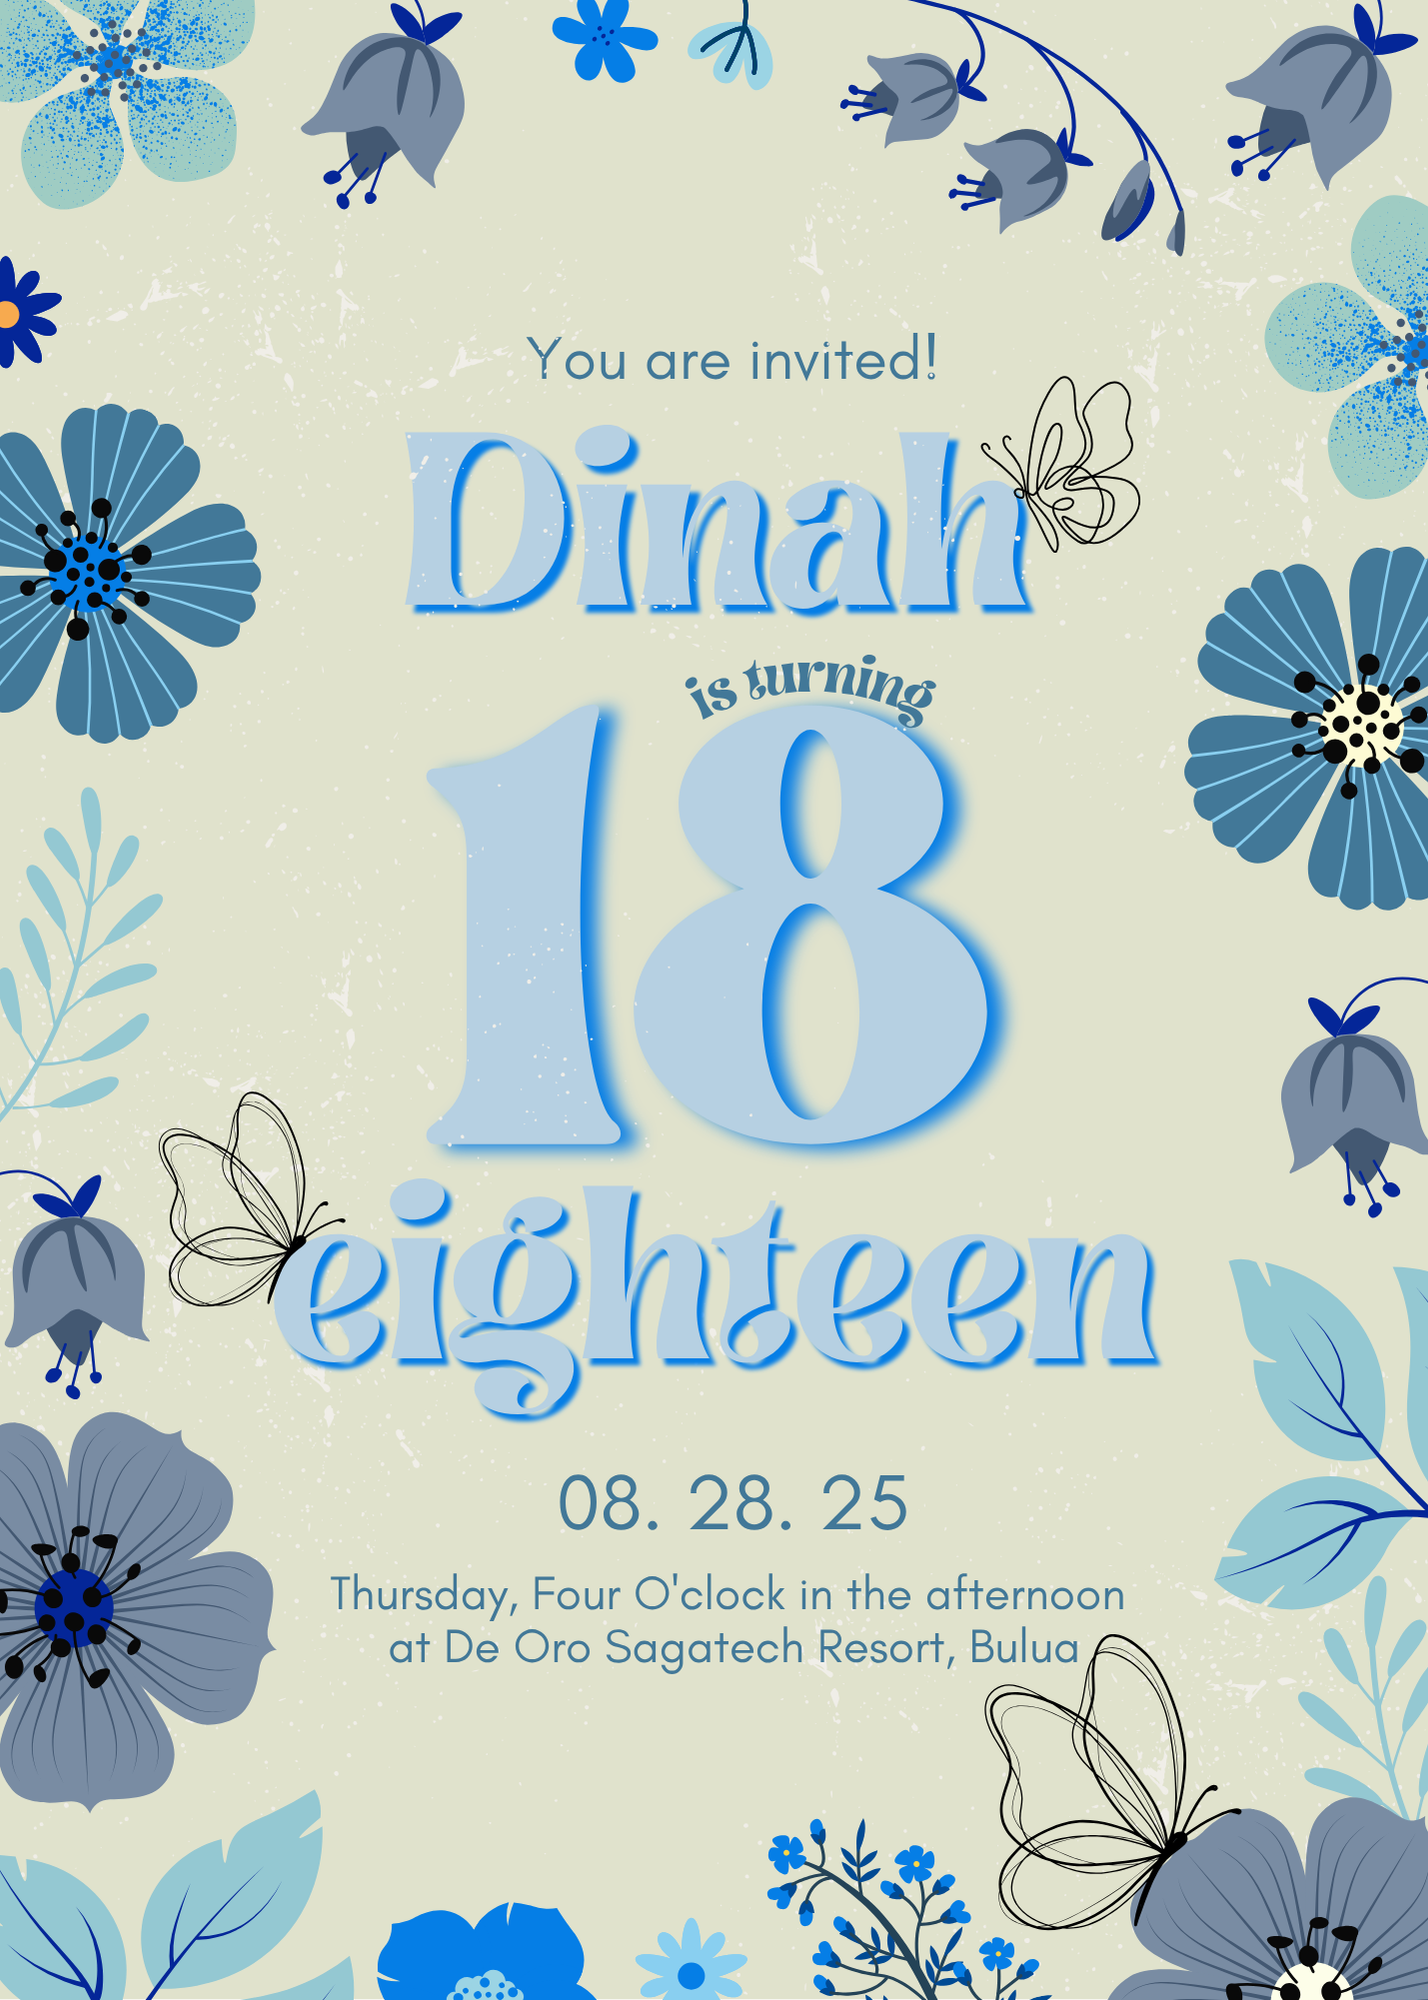 You are invited!
Dinah
is turning
18
eighteen
08. 28. 25
Thursday, Four O'clock in the afternoon
at De Oro Sagatech Resort, Bulua